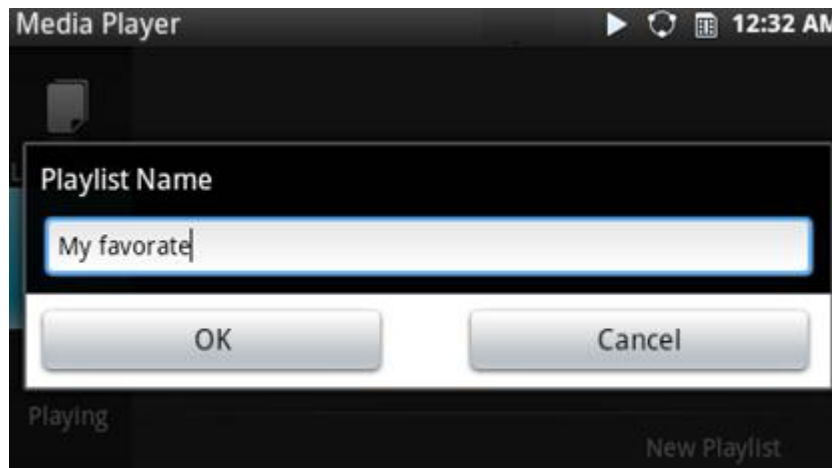 Media Player 12:32 AM
L
Playlist Name
My favorate
OK Cancel
Playing
New Playlist